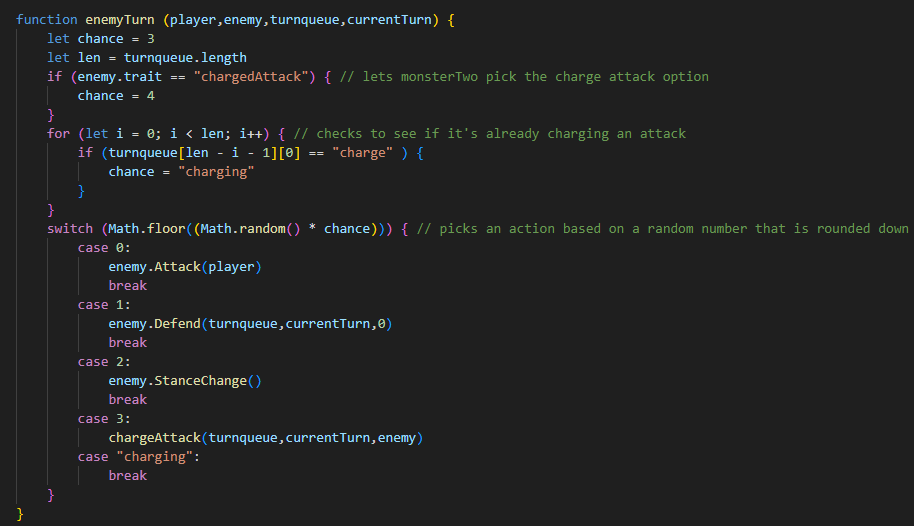 function enemyTurn (player,enemy,turnqueue,currentTurn) {
    let chance = 3
    let len = turnqueue.length
    if (enemy.trait == "chargedAttack") { // lets monsterTwo pick the charge attack option
        chance = 4
    }
    for (let i = 0; i < len; i++) { // checks to see if it's already charging an attack
        if (turnqueue[len - i - 1][0] == "charge" ) {
            chance = "charging"
        }
    }
    switch (Math.floor((Math.random() * chance))) { // picks an action based on a random number that is rounded down
        case 0:
            enemy.Attack(player)
            break
        case 1:
            enemy.Defend(turnqueue,currentTurn,0)
            break
        case 2:
            enemy.StanceChange()
            break
        case 3:
            chargeAttack(turnqueue,currentTurn,enemy)
        case "charging":
            break
    }
}